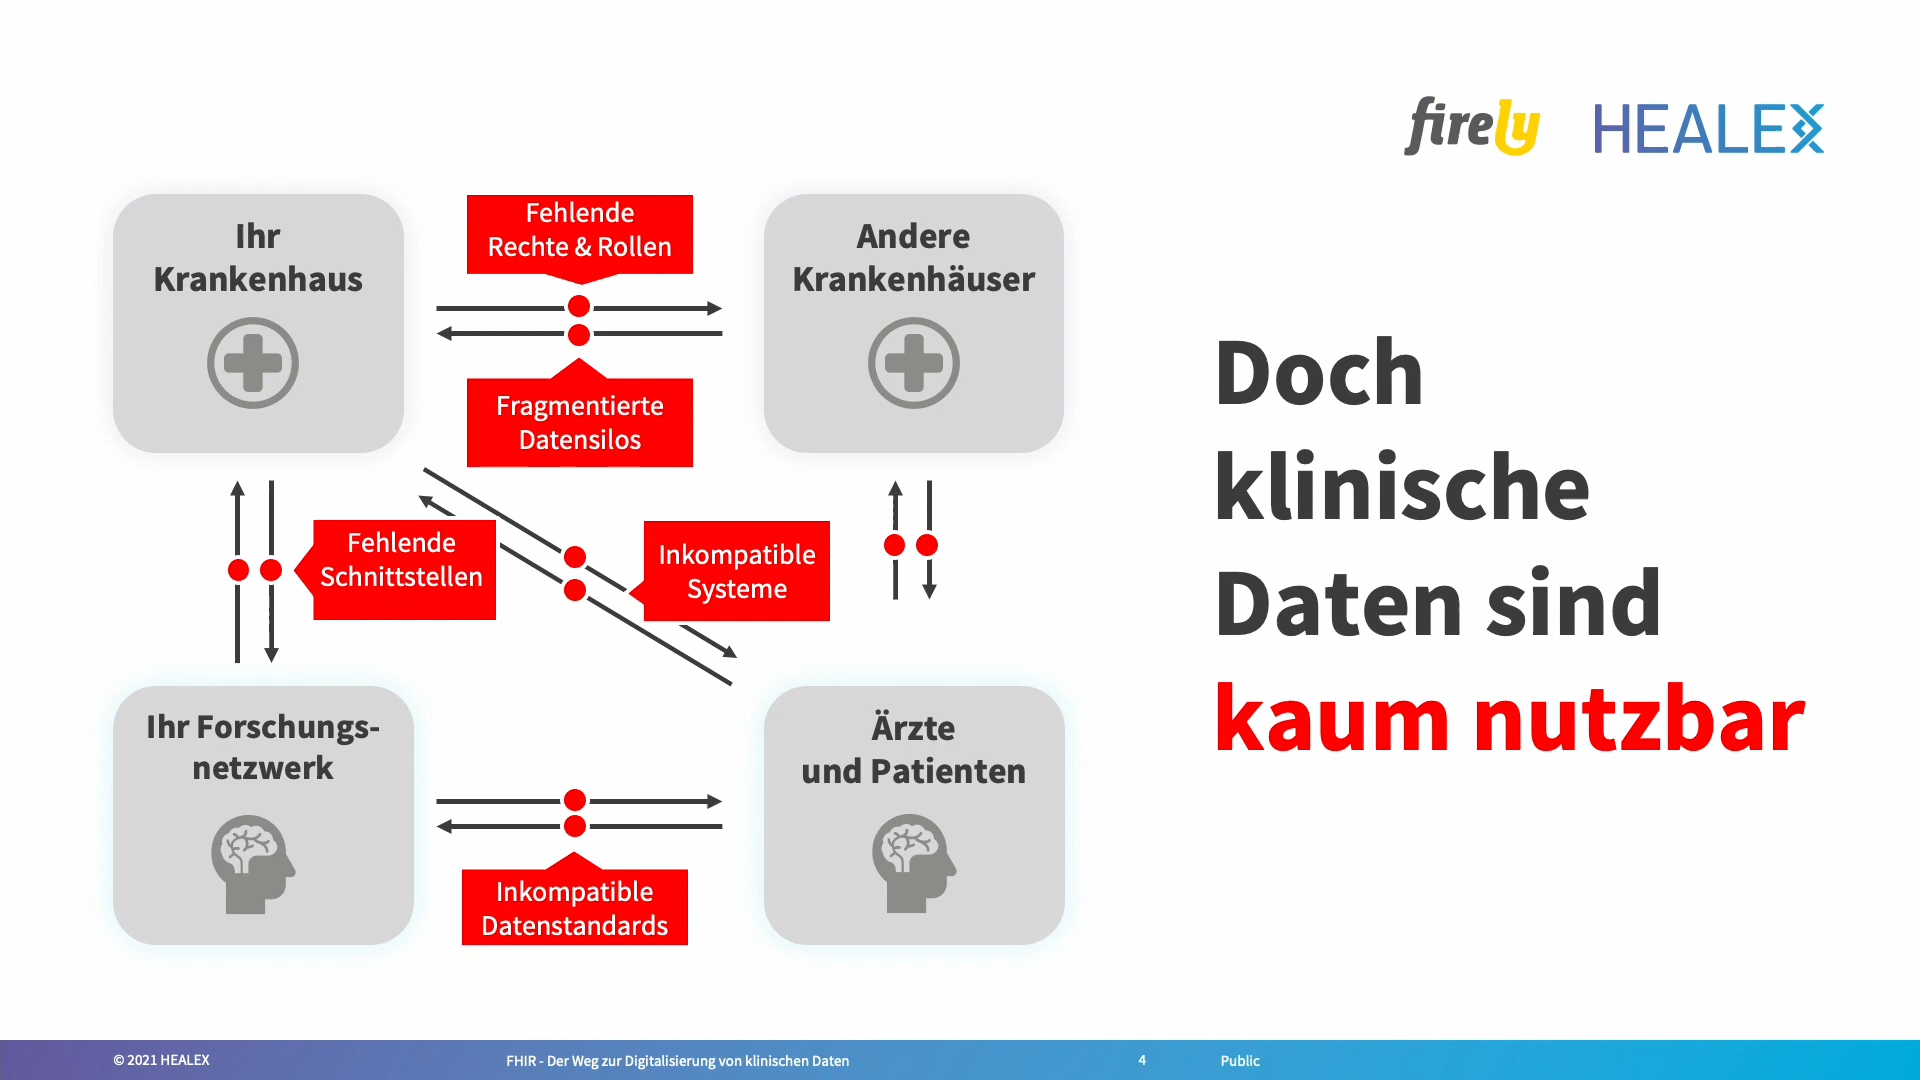 firely HEALEX
Ihr
Krankenhaus
Fehlende
Rechte & Rollen
Andere
Krankenhäuser
Fragmentierte
Datensilos
Fehlende
Schnittstellen
Inkompatible
Systeme
Ihr Forschungs-
netzwerk
Ärzte
und Patienten
Inkompatible
Datenstandards
Doch
klinische
Daten sind
kaum nutzbar
© 2021 HEALEX
FHIR - Der Weg zur Digitalisierung von klinischen Daten
4
Public